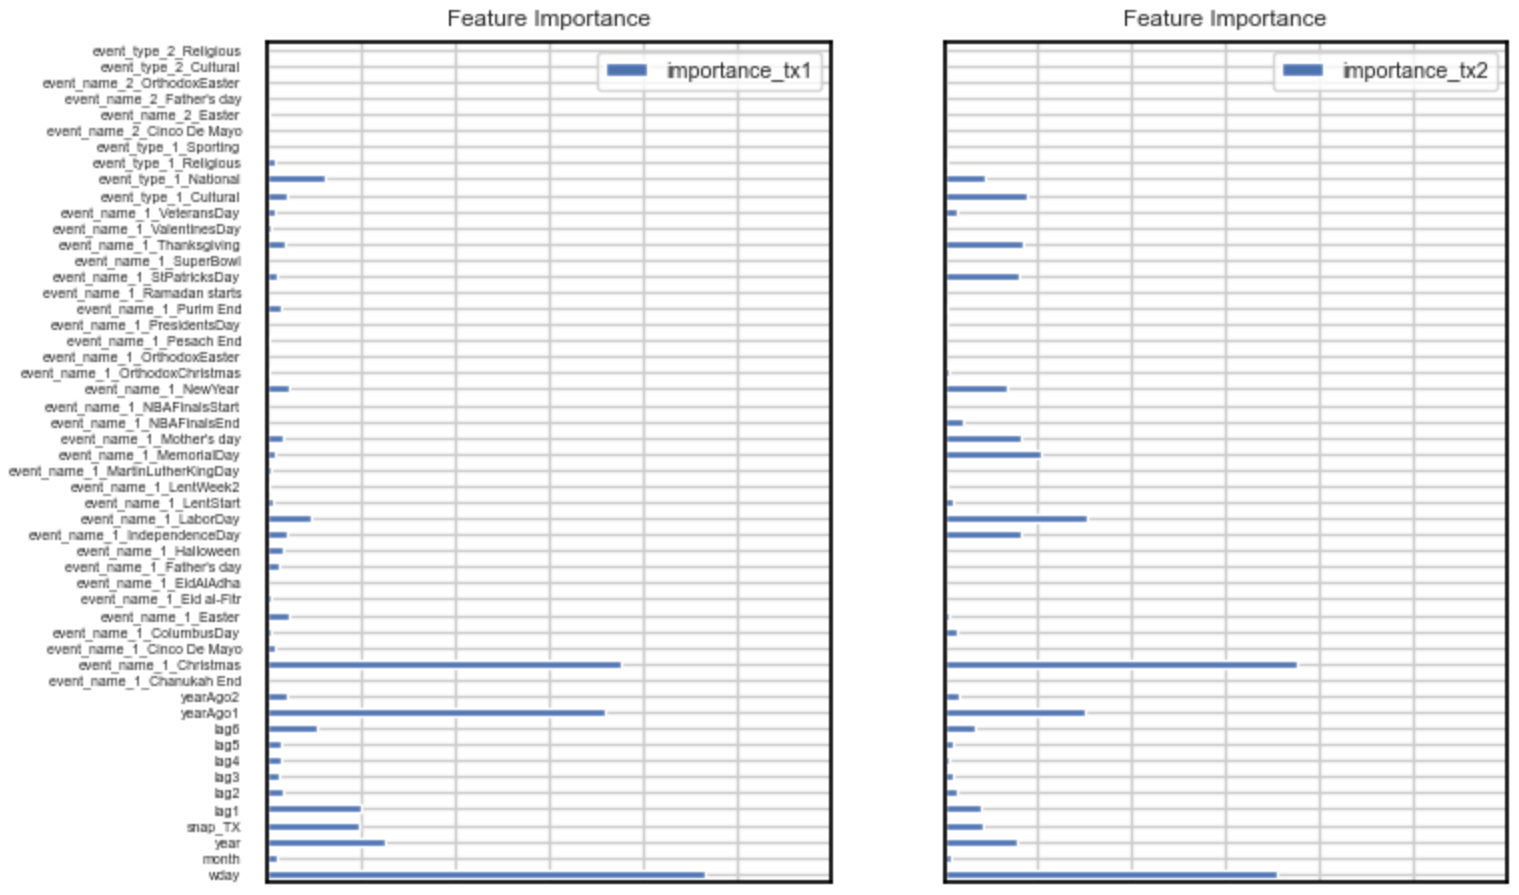 Feature Importance
Feature Importance
importance_tx1
importance_tx2
event_type_2_Religious
event_type_2_Cultural
event_name_2_OrthodoxEaster
event_name_2_Father's day
event_name_2_Easter
event_name_2_Cinco De Mayo
event_type_1_Sporting
event_type_1_Religious
event_type_1_National
event_type_1_Cultural
event_name_1_VeteransDay
event_name_1_ValentinesDay
event_name_1_Thanksgiving
event_name_1_SuperBowl
event_name_1_StPatricksDay
event_name_1_Ramadan starts
event_name_1_Purim End
event_name_1_PresidentsDay
event_name_1_Pesach End
event_name_1_OrthodoxEaster
event_name_1_OrthodoxChristmas
event_name_1_NewYear
event_name_1_NBAFinalsStart
event_name_1_NBAFinalsEnd
event_name_1_Mother's day
event_name_1_MemorialDay
event_name_1_MartinLutherKingDay
event_name_1_LentWeek2
event_name_1_LentStart
event_name_1_LaborDay
event_name_1_IndependenceDay
event_name_1_Halloween
event_name_1_Father's day
event_name_1_EidAlAdha
event_name_1_Eid al-Fitr
event_name_1_Easter
event_name_1_ColumbusDay
event_name_1_Cinco De Mayo
event_name_1_Christmas
event_name_1_Chanukah End
yearAgo2
yearAgo1
lag6
lag5
lag4
lag3
lag2
lag1
snap_TX
year
month
wday